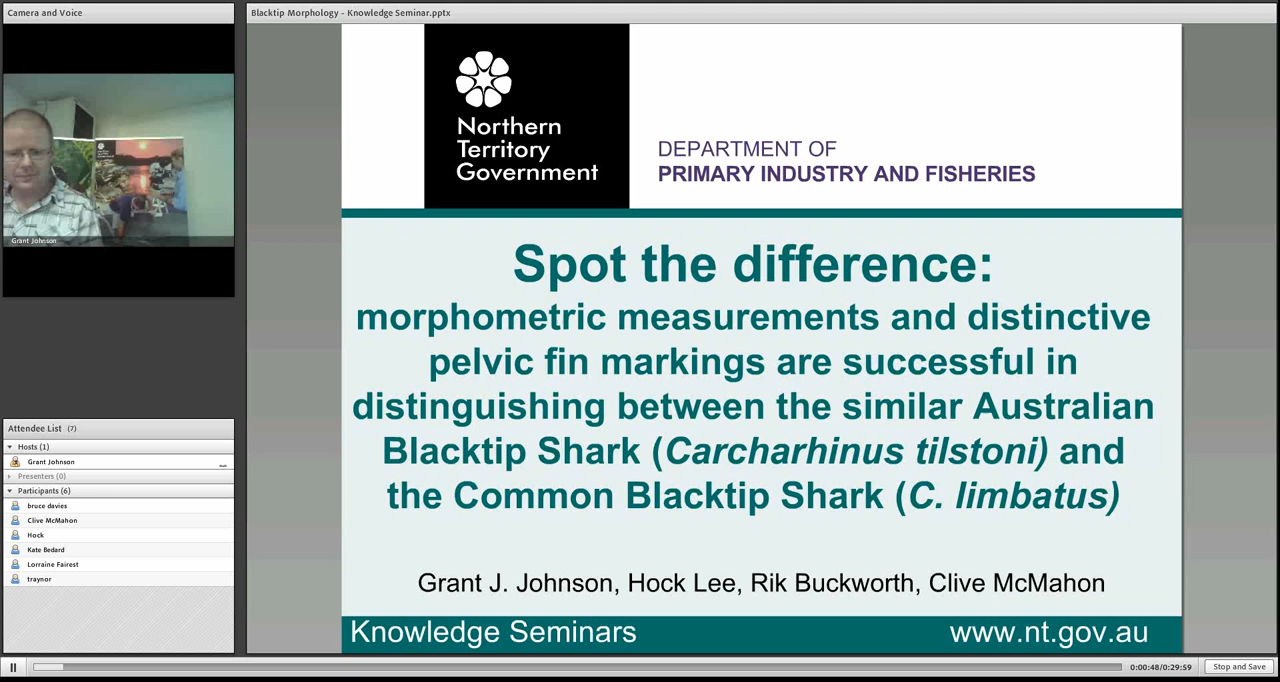 Camera and Voice
Grant Johnson
Attendee List (7)
Hosts (1)
Grant Johnson
Presenters (0)
Participants (6)
bruce davies
Clive McMahon
Hock
Kate Bedard
Lorraine Fairest
traynor
Blacktip Morphology - Knowledge Seminar.pptx
Northern
Territory
Government
DEPARTMENT OF
PRIMARY INDUSTRY AND FISHERIES
Spot the difference:
morphometric measurements and distinctive
pelvic fin markings are successful in
distinguishing between the similar Australian
Blacktip Shark (Carcharhinus tilstoni) and
the Common Blacktip Shark (C. limbatus)
Grant J. Johnson, Hock Lee, Rik Buckworth, Clive McMahon
Knowledge Seminars
www.nt.gov.au
0:00:48/0:29:59
Stop and Save